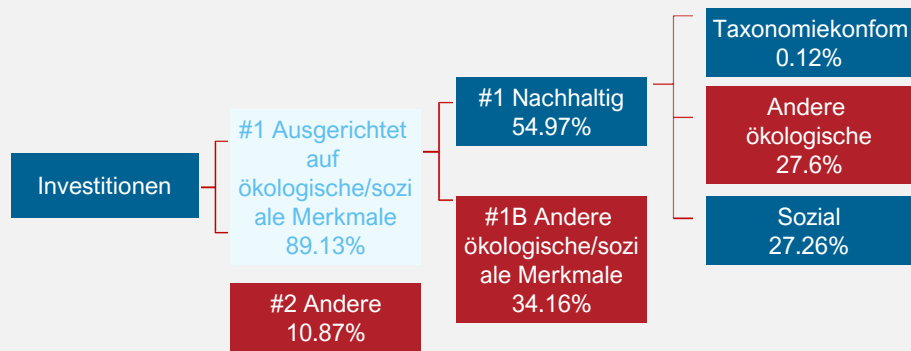 Investitionen
#1 Ausgerichtet
auf
ökologische/sozi
ale Merkmale
89.13%
#2 Andere
10.87%
#1 Nachhaltig
54.97%
#1B Andere
ökologische/sozi
ale Merkmale
34.16%
Taxonomiekonfom
0.12%
Andere
ökologische
27.6%
Sozial
27.26%